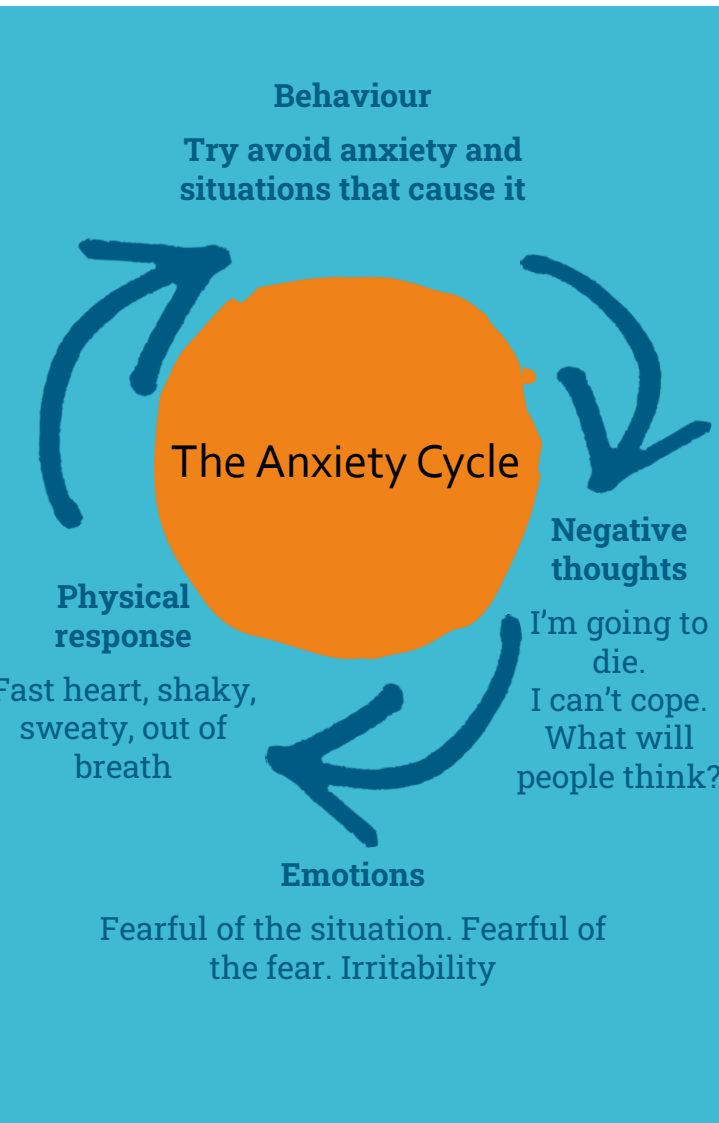 Behaviour
Try avoid anxiety and
situations that cause it
The Anxiety Cycle
Negative
thoughts
I'm going to
die.
I can't cope.
What will
people think?
Emotions
Fearful of the situation. Fearful of
the fear. Irritability
Physical
response
Fast heart, shaky,
sweaty, out of
breath